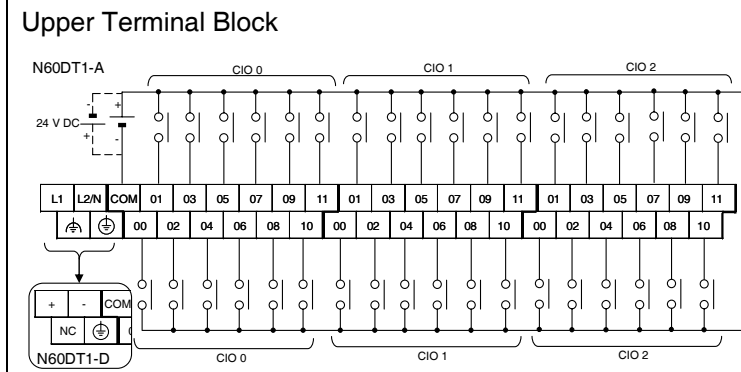 Upper Terminal Block
N60DT1-A
CIO 0 CIO 1 CIO 2
- +
24 V DC
+ -
L1 L2/N COM 01 03 05 07 09 11 01 03 05 07 09 11 01 03 05 07 09 11
00 02 04 06 08 10 00 02 04 06 08 10 00 02 04 06 08 10
+ - COM
NC
N60DT1-D
CIO 0 CIO 1 CIO 2